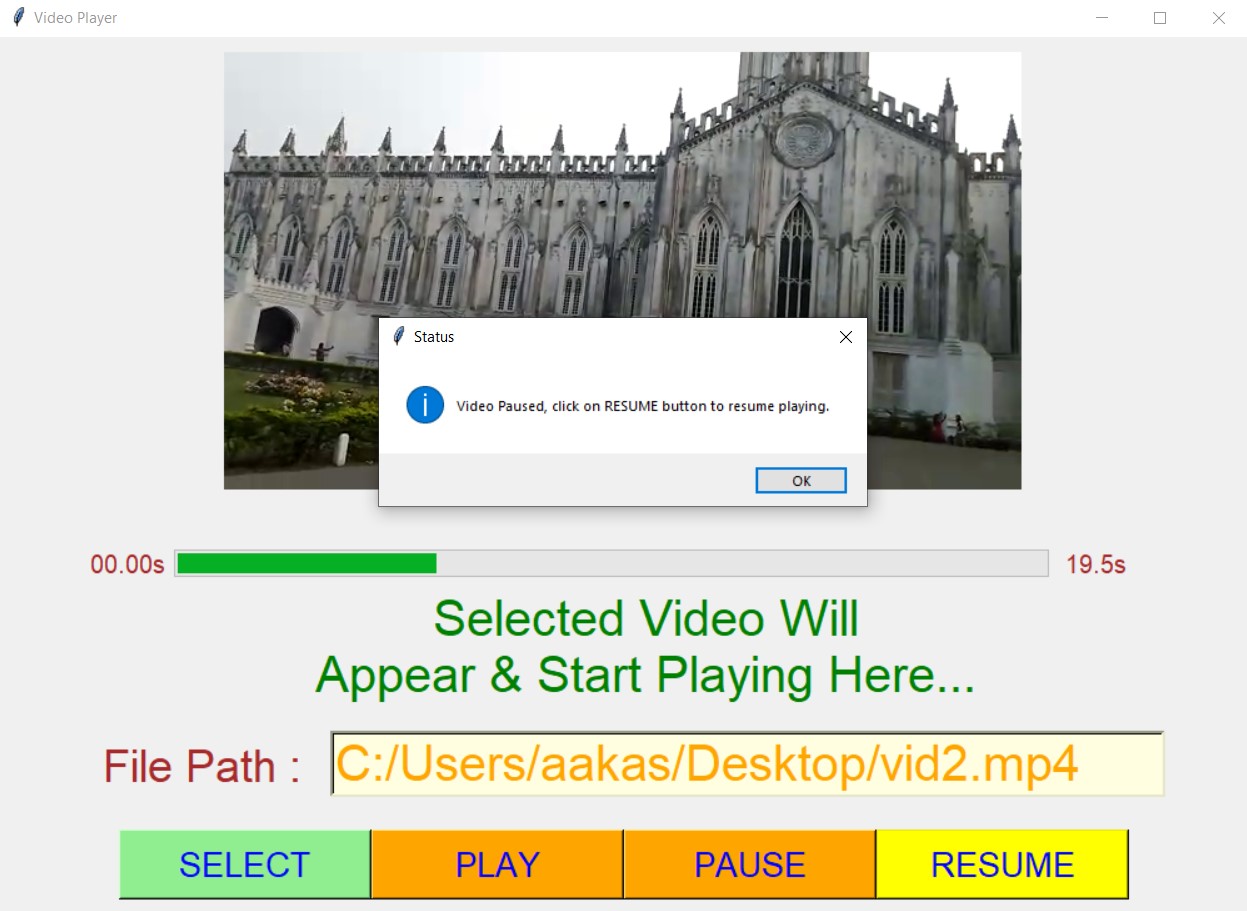 Video Player
Status
Video Paused, click on RESUME button to resume playing.
OK
00.00s 19.5s
Selected Video Will
Appear & Start Playing Here...
File Path : C:/Users/aakas/Desktop/vid2.mp4
SELECT PLAY PAUSE RESUME